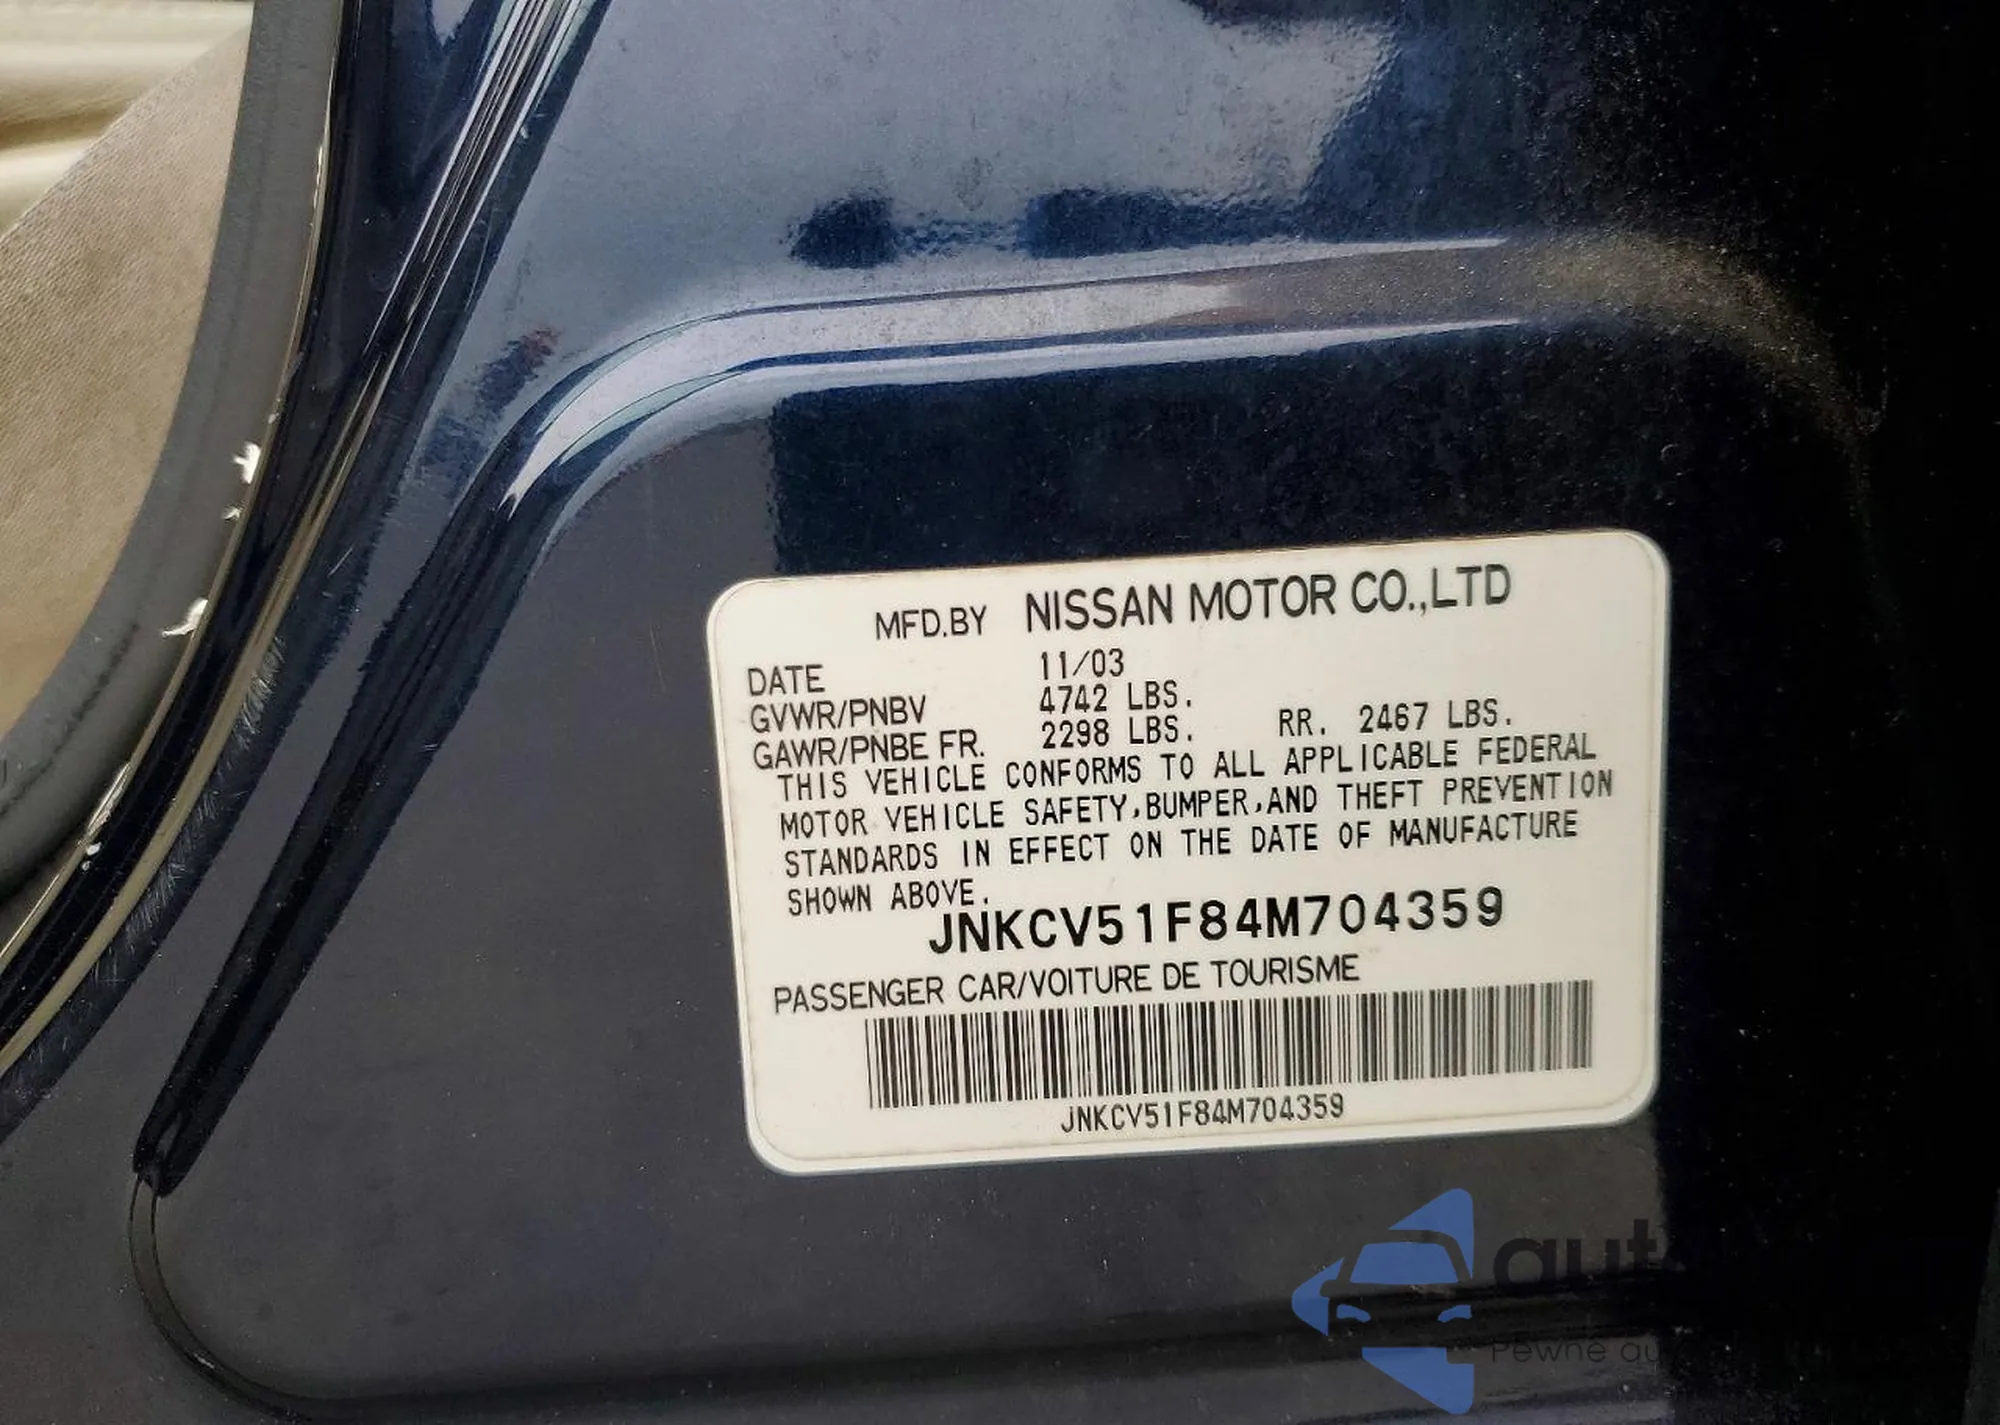 MFD.BY NISSAN MOTOR CO.,LTD
DATE 11/03
GVWR/PNBV 4742 LBS.
GAWR/PNBE FR. 2298 LBS. RR. 2467 LBS.
THIS VEHICLE CONFORMS TO ALL APPLICABLE FEDERAL
MOTOR VEHICLE SAFETY,BUMPER,AND THEFT PREVENTION
STANDARDS IN EFFECT ON THE DATE OF MANUFACTURE
SHOWN ABOVE.
JNKCV51F84M704359
PASSENGER CAR/VOITURE DE TOURISME
JNKCV51F84M704359
Pewne